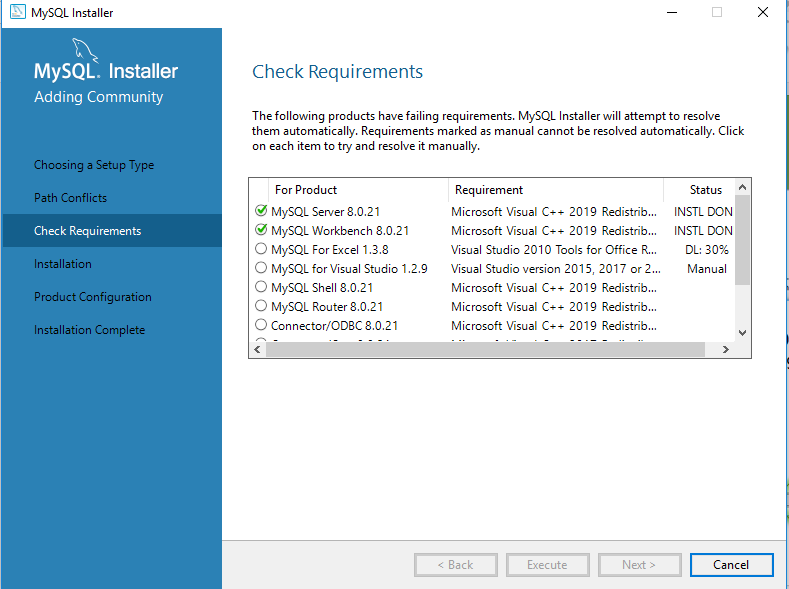 MySQL Installer
MySQL. Installer
Adding Community
Choosing a Setup Type
Path Conflicts
Check Requirements
Installation
Product Configuration
Installation Complete
Check Requirements
The following products have failing requirements. MySQL Installer will attempt to resolve
them automatically. Requirements marked as manual cannot be resolved automatically. Click
on each item to try and resolve it manually.
For Product Requirement Status
MySQL Server 8.0.21 Microsoft Visual C++ 2019 Redistrib... INSTL DON
MySQL Workbench 8.0.21 Microsoft Visual C++ 2019 Redistrib... INSTL DON
MySQL For Excel 1.3.8 Visual Studio 2010 Tools for Office R... DL: 30%
MySQL for Visual Studio 1.2.9 Visual Studio version 2015, 2017 or 2... Manual
MySQL Shell 8.0.21 Microsoft Visual C++ 2019 Redistrib...
MySQL Router 8.0.21 Microsoft Visual C++ 2019 Redistrib...
Connector/ODBC 8.0.21 Microsoft Visual C++ 2019 Redistrib...
< Back Execute Next > Cancel